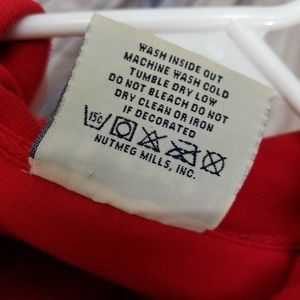 WASH INSIDE OUT
MACHINE WASH COLD
TUMBLE DRY LOW
DO NOT BLEACH DO NOT
DRY CLEAN OR IRON
IF DECORATED
150
NUTMEG MILLS, INC.